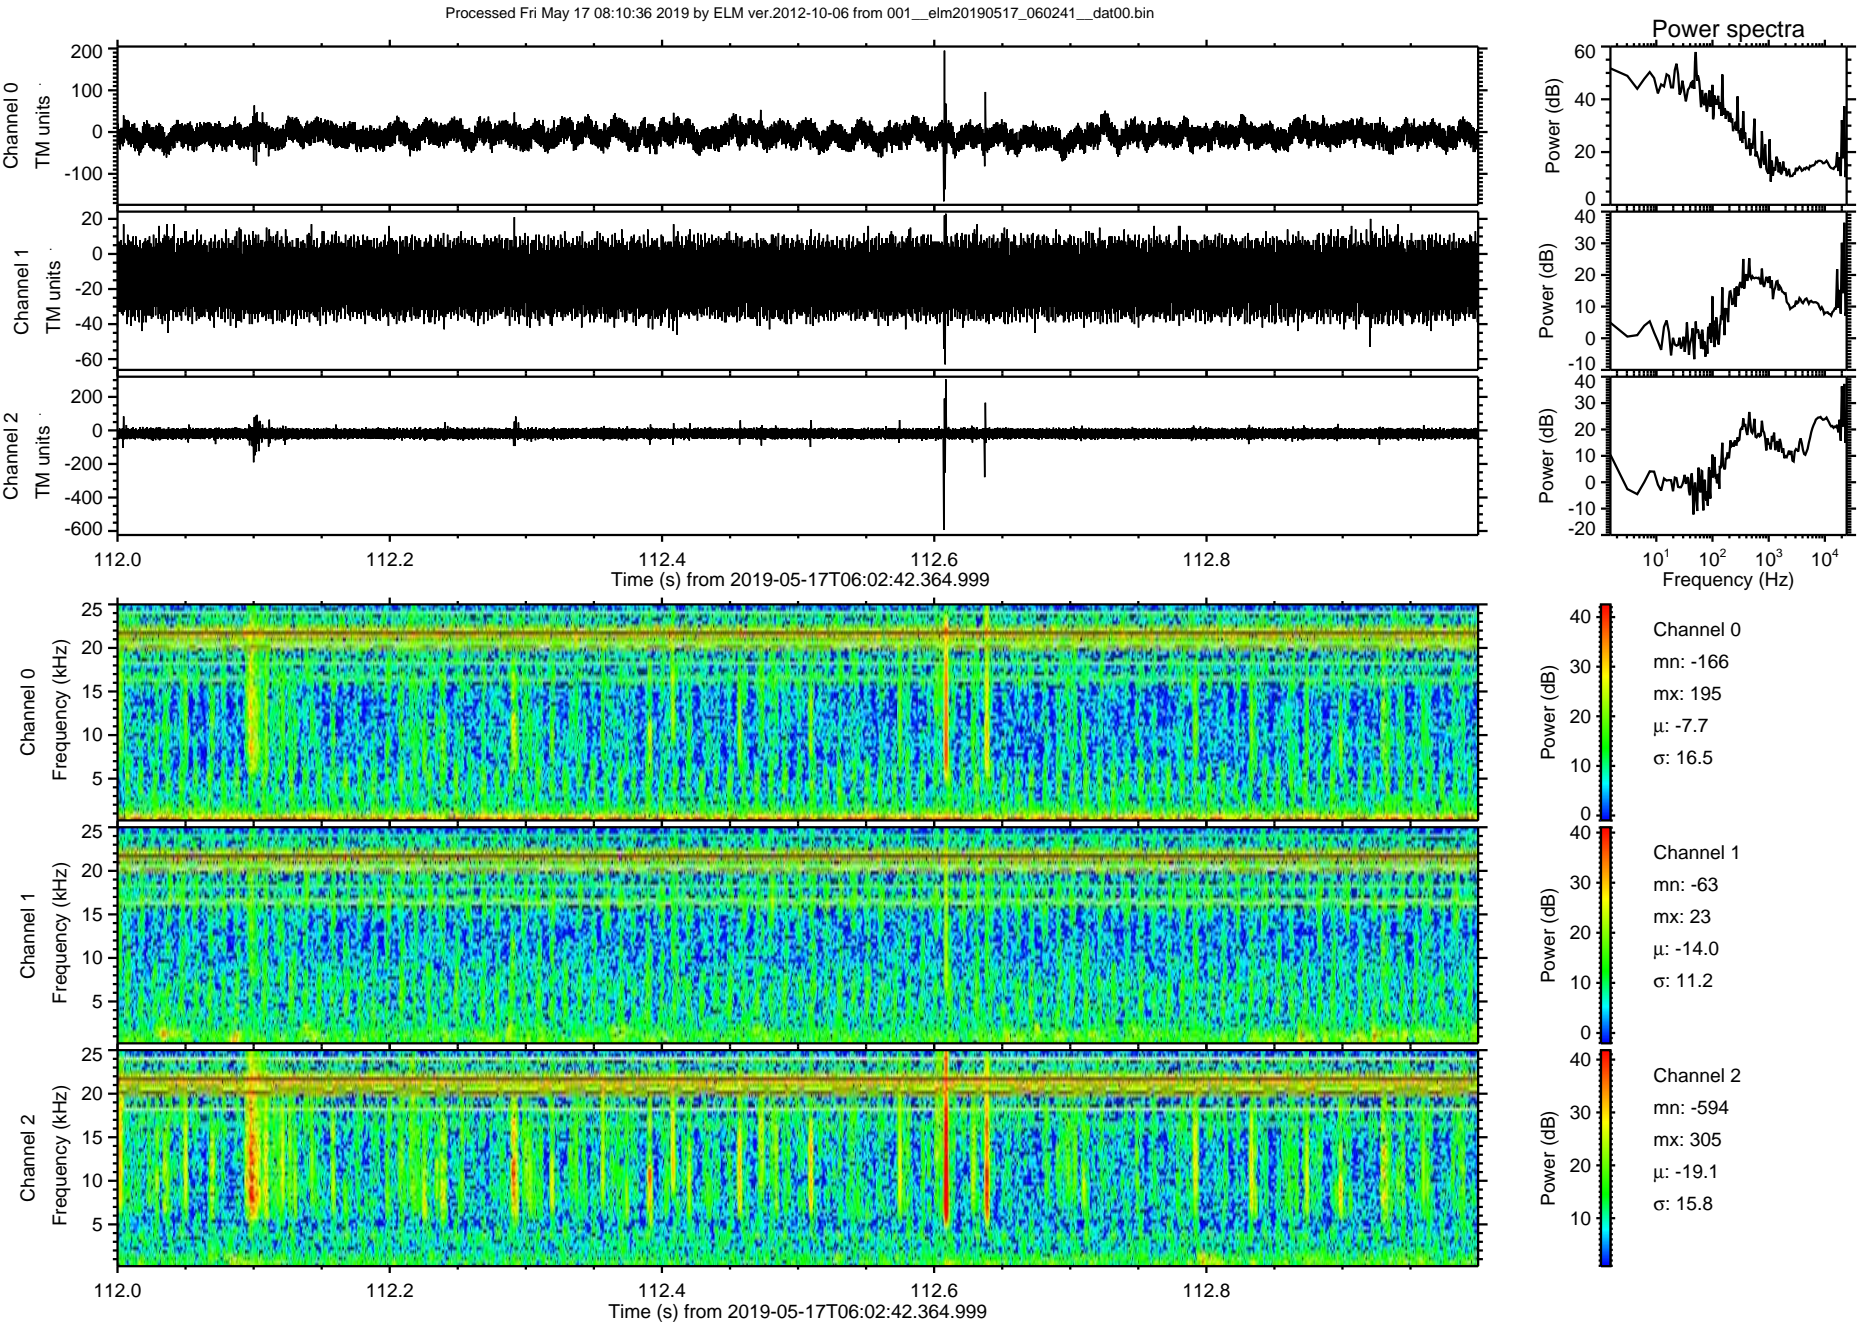 Processed Fri May 17 08:10:36 2019 by ELM ver.2012-10-06 from 001__elm20190517_060241__dat00.bin
Power spectra
Channel 0
TM units
200
100
0
-100
Power (dB)
60
40
20
0
Channel 1
TM units
20
0
-20
-40
-60
Power (dB)
40
30
20
10
0
-10
Channel 2
TM units
200
0
-200
-400
-600
Power (dB)
40
30
20
10
0
-10
-20
112.0 112.2 112.4 112.6 112.8
Time (s) from 2019-05-17T06:02:42.364.999
10¹ 10² 10³ 10⁴
Frequency (Hz)
Channel 0
Frequency (kHz)
25
20
15
10
5
Power (dB)
40
30
20
10
0
Channel 0
mn: -166
mx: 195
μ: -7.7
σ: 16.5
Channel 1
Frequency (kHz)
25
20
15
10
5
Power (dB)
40
30
20
10
0
Channel 1
mn: -63
mx: 23
μ: -14.0
σ: 11.2
Channel 2
Frequency (kHz)
25
20
15
10
5
Power (dB)
40
30
20
10
Channel 2
mn: -594
mx: 305
μ: -19.1
σ: 15.8
112.0 112.2 112.4 112.6 112.8
Time (s) from 2019-05-17T06:02:42.364.999